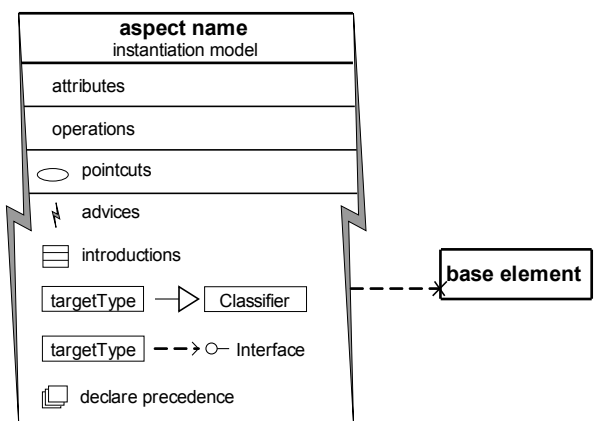 aspect name
instantiation model
attributes
operations
pointcuts
advices
introductions
base element
targetType Classifier
targetType Interface
declare precedence